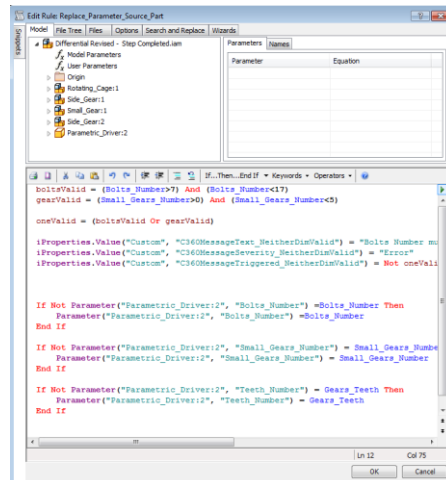 Edit Rule: Replace_Parameter_Source_Part
Snippets
Model File Tree Files Options Search and Replace Wizards
Differential Revised - Step Completed.iam
fx Model Parameters
fx User Parameters
Origin
Rotating_Cage:1
Side_Gear:1
Small_Gear:1
Side_Gear:2
Parametric_Driver:2
Parameters Names
Parameter Equation
If...Then...End If Keywords Operators
boltsValid = (Bolts_Number>7) And (Bolts_Number<17)
gearValid = (Small_Gears_Number>0) And (Small_Gears_Number<5)
oneValid = (boltsValid Or gearValid)
iProperties.Value("Custom", "C360MessageText_NeitherDimValid") = "Bolts Number mu
iProperties.Value("Custom", "C360MessageSeverity_NeitherDimValid") = "Error"
iProperties.Value("Custom", "C360MessageTriggered_NeitherDimValid") = Not oneVali
If Not Parameter("Parametric_Driver:2", "Bolts_Number") =Bolts_Number Then
Parameter("Parametric_Driver:2", "Bolts_Number") =Bolts_Number
End If
If Not Parameter("Parametric_Driver:2", "Small_Gears_Number") = Small_Gears_Numbe
Parameter("Parametric_Driver:2", "Small_Gears_Number") = Small_Gears_Number
End If
If Not Parameter("Parametric_Driver:2", "Teeth_Number") = Gears_Teeth Then
Parameter("Parametric_Driver:2", "Teeth_Number") = Gears_Teeth
End If
Ln 12 Col 75
OK Cancel